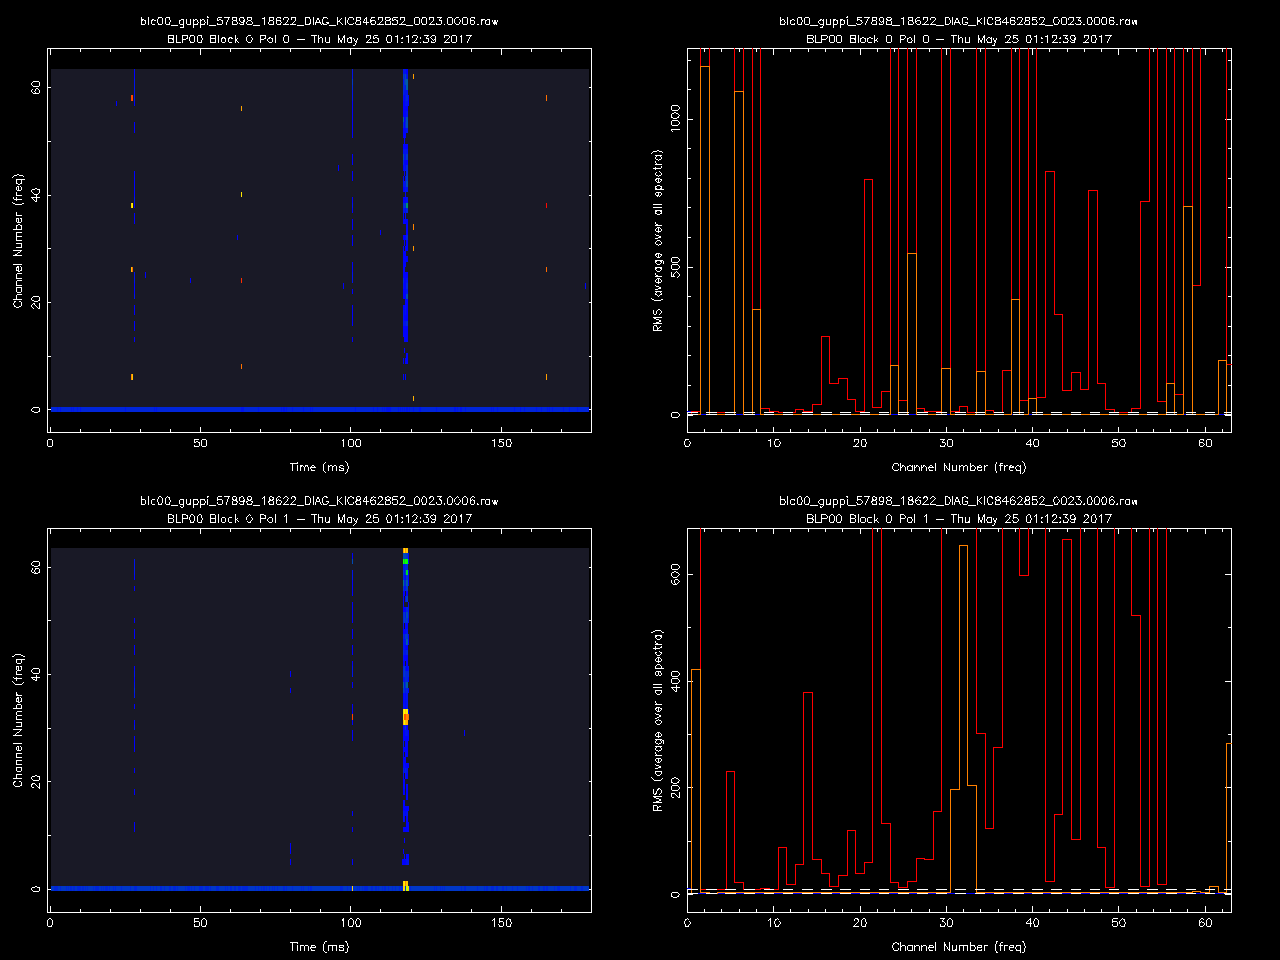 blc00_guppi_57898_18622_DIAG_KIC8462852_0023.0006.raw
BLP00 Block 0 Pol 0 – Thu May 25 01:12:39 2017
Channel Number (freq)
60
40
20
0
0 50 100 150
Time (ms)
blc00_guppi_57898_18622_DIAG_KIC8462852_0023.0006.raw
BLP00 Block 0 Pol 0 – Thu May 25 01:12:39 2017
RMS (average over all spectra)
1000
500
0
0 10 20 30 40 50 60
Channel Number (freq)
blc00_guppi_57898_18622_DIAG_KIC8462852_0023.0006.raw
BLP00 Block 0 Pol 1 – Thu May 25 01:12:39 2017
Channel Number (freq)
60
40
20
0
0 50 100 150
Time (ms)
blc00_guppi_57898_18622_DIAG_KIC8462852_0023.0006.raw
BLP00 Block 0 Pol 1 – Thu May 25 01:12:39 2017
RMS (average over all spectra)
600
400
200
0
0 10 20 30 40 50 60
Channel Number (freq)